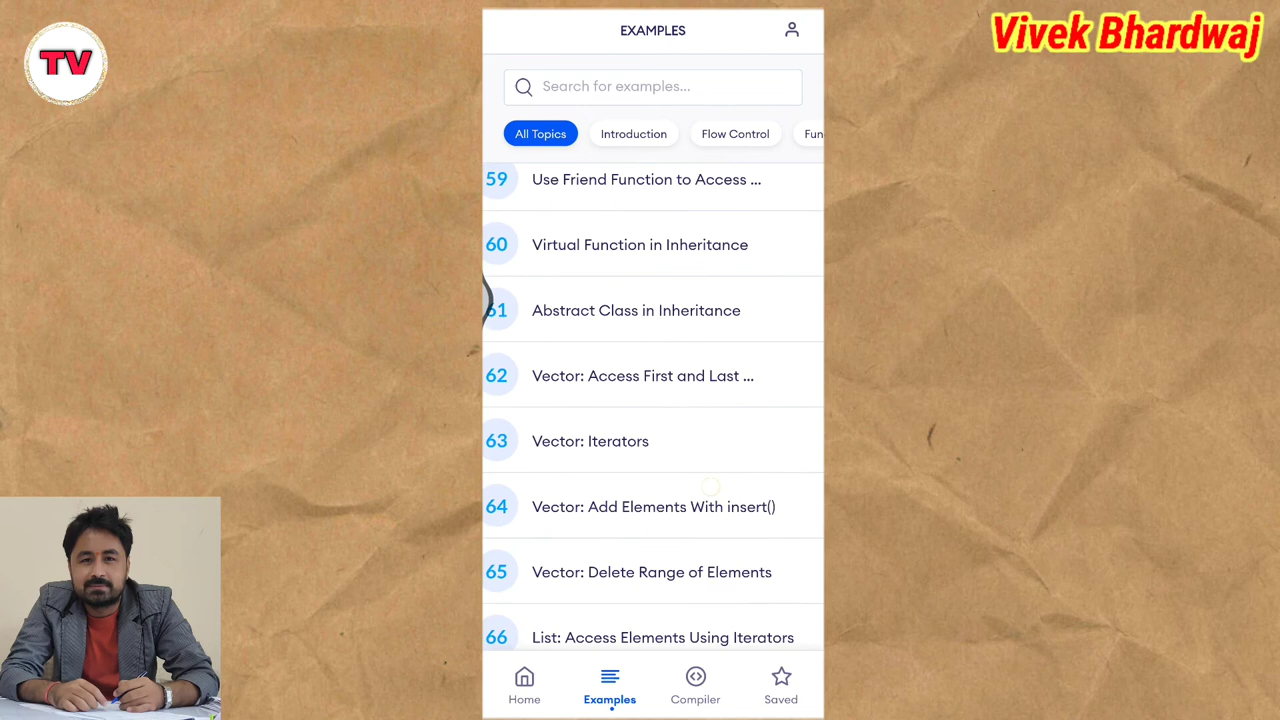 TV
Vivek Bhardwaj
EXAMPLES
Search for examples...
All Topics
Introduction
Flow Control
Fun
59 Use Friend Function to Access ...
60 Virtual Function in Inheritance
61 Abstract Class in Inheritance
62 Vector: Access First and Last ...
63 Vector: Iterators
64 Vector: Add Elements With insert()
65 Vector: Delete Range of Elements
66 List: Access Elements Using Iterators
Home
Examples
Compiler
Saved